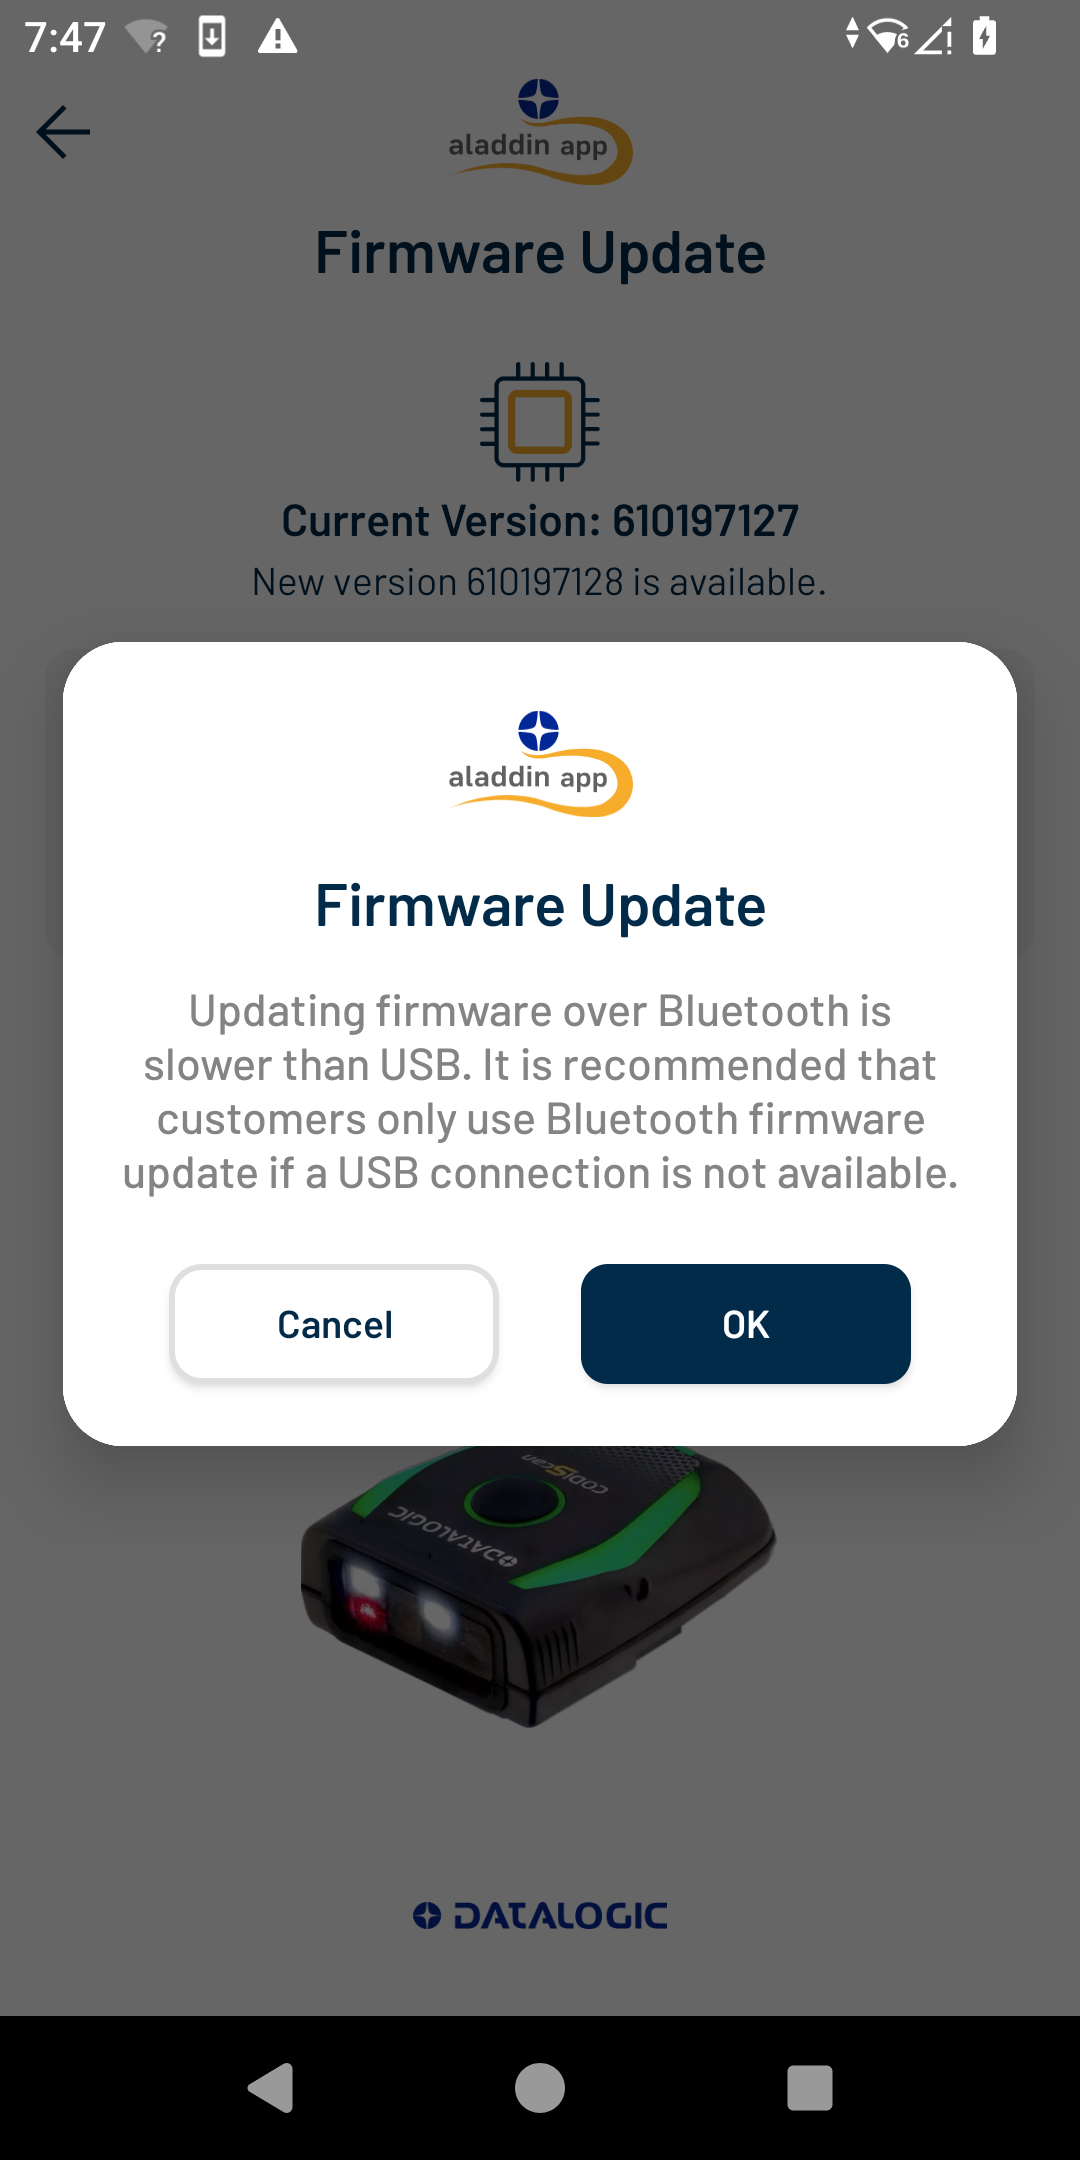 7:47
6
aladdin app
Firmware Update
Current Version: 610197127
New version 610197128 is available.
aladdin app
Firmware Update
Updating firmware over Bluetooth is
slower than USB. It is recommended that
customers only use Bluetooth firmware
update if a USB connection is not available.
Cancel
OK
CODiScan
DATALOGIC
DATALOGIC